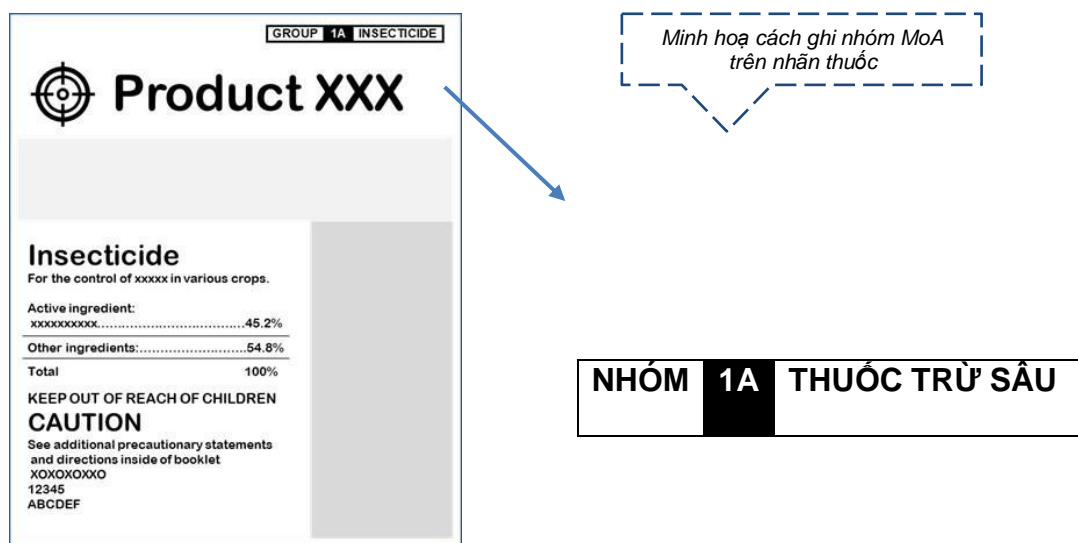 GROUP 1A INSECTICIDE
Product XXX
Insecticide
For the control of xxxxx in various crops.
Active ingredient:
xxxxxxxxxx....................................45.2%
Other ingredients:..........................54.8%
Total 100%
KEEP OUT OF REACH OF CHILDREN
CAUTION
See additional precautionary statements
and directions inside of booklet
XOXOXOXXO
12345
ABCDEF
Minh hoạ cách ghi nhóm MoA
trên nhãn thuốc
NHÓM 1A THUỐC TRỪ SÂU